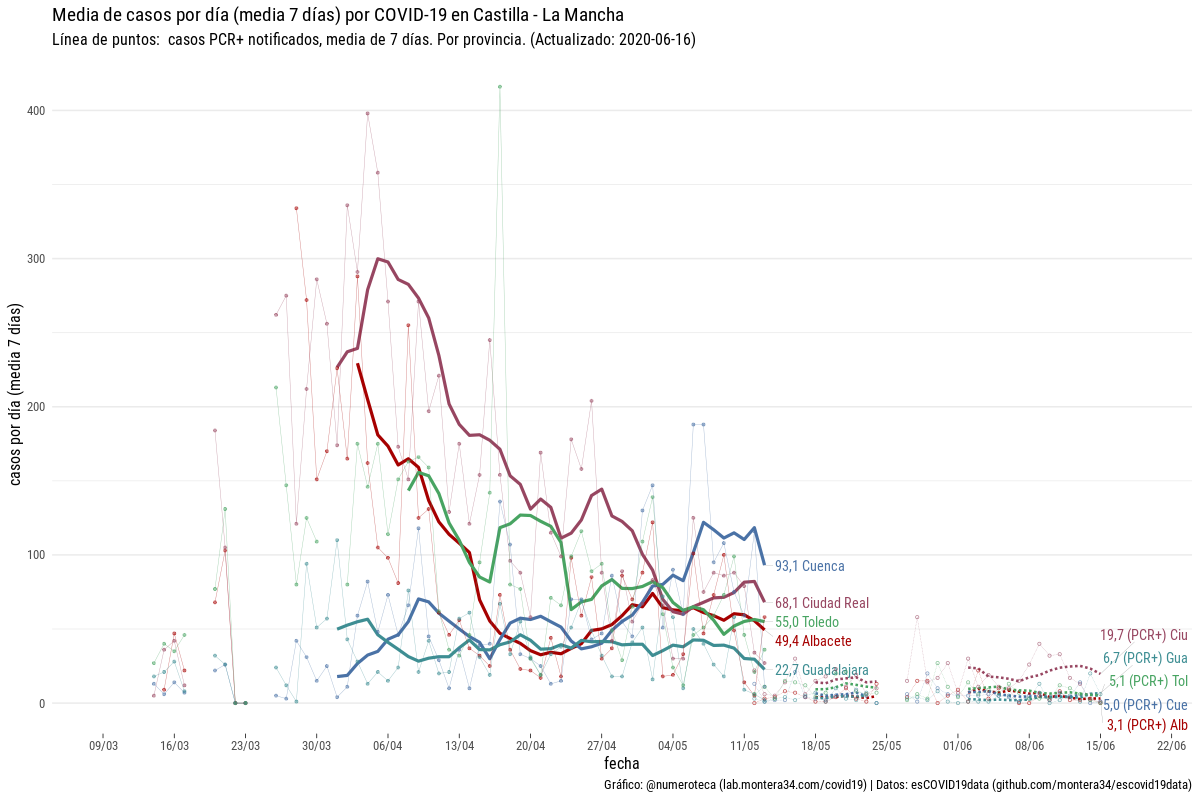 Media de casos por día (media 7 días) por COVID-19 en Castilla - La Mancha
Línea de puntos:  casos PCR+ notificados, media de 7 días. Por provincia. (Actualizado: 2020-06-16)
casos por día (media 7 días)
400
300
200
100
0
93,1 Cuenca
68,1 Ciudad Real
55,0 Toledo
49,4 Albacete
22,7 Guadalajara
19,7 (PCR+) Ciu
6,7 (PCR+) Gua
5,1 (PCR+) Tol
5,0 (PCR+) Cue
3,1 (PCR+) Alb
09/03 16/03 23/03 30/03 06/04 13/04 20/04 27/04 04/05 11/05 18/05 25/05 01/06 08/06 15/06 22/06
fecha
Gráfico: @numeroteca (lab.montera34.com/covid19) | Datos: esCOVID19data (github.com/montera34/escovid19data)